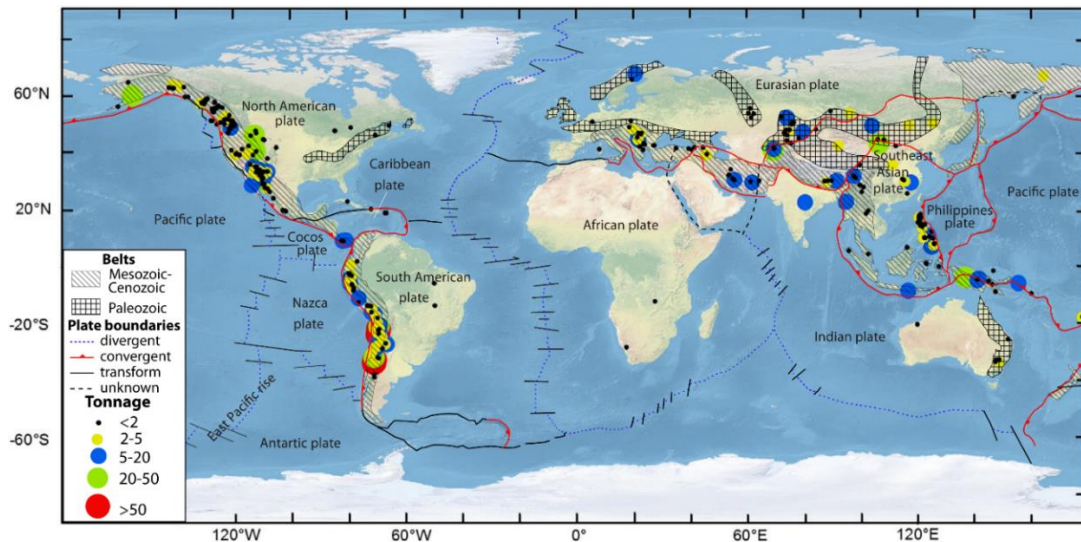 60°N
40°N
20°N
0°
-20°S
-40°S
-60°S
120°W
60°W
0°
60°E
120°E
North American
plate
Eurasian plate
Caribbean
plate
Southeast
Asian
plate
Pacific plate
Pacific plate
African plate
Philippines
plate
Cocos
plate
South American
plate
Nazca
plate
Indian plate
East Pacific rise
Antartic plate
Belts
Mesozoic-
Cenozoic
Paleozoic
Plate boundaries
divergent
convergent
transform
unknown
Tonnage
<2
2-5
5-20
20-50
>50